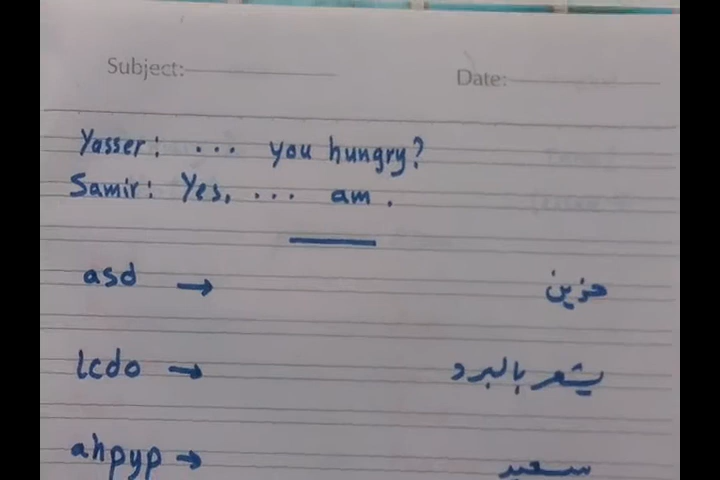 Subject: Date:
Yasser: ... you hungry?
Samir: Yes, ... am.
asd → حزين
lcdo → يشعر بالبرد
ahpyp → سعيد